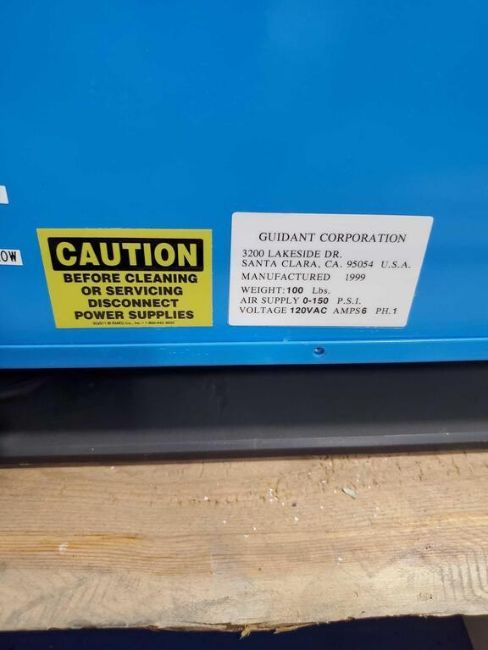 OW
CAUTION
BEFORE CLEANING
OR SERVICING
DISCONNECT
POWER SUPPLIES
GUIDANT CORPORATION
3200 LAKESIDE DR.
SANTA CLARA, CA. 95054 U.S.A.
MANUFACTURED 1999
WEIGHT: 100 Lbs.
AIR SUPPLY 0-150 P.S.I.
VOLTAGE 120VAC AMPS 6 PH. 1